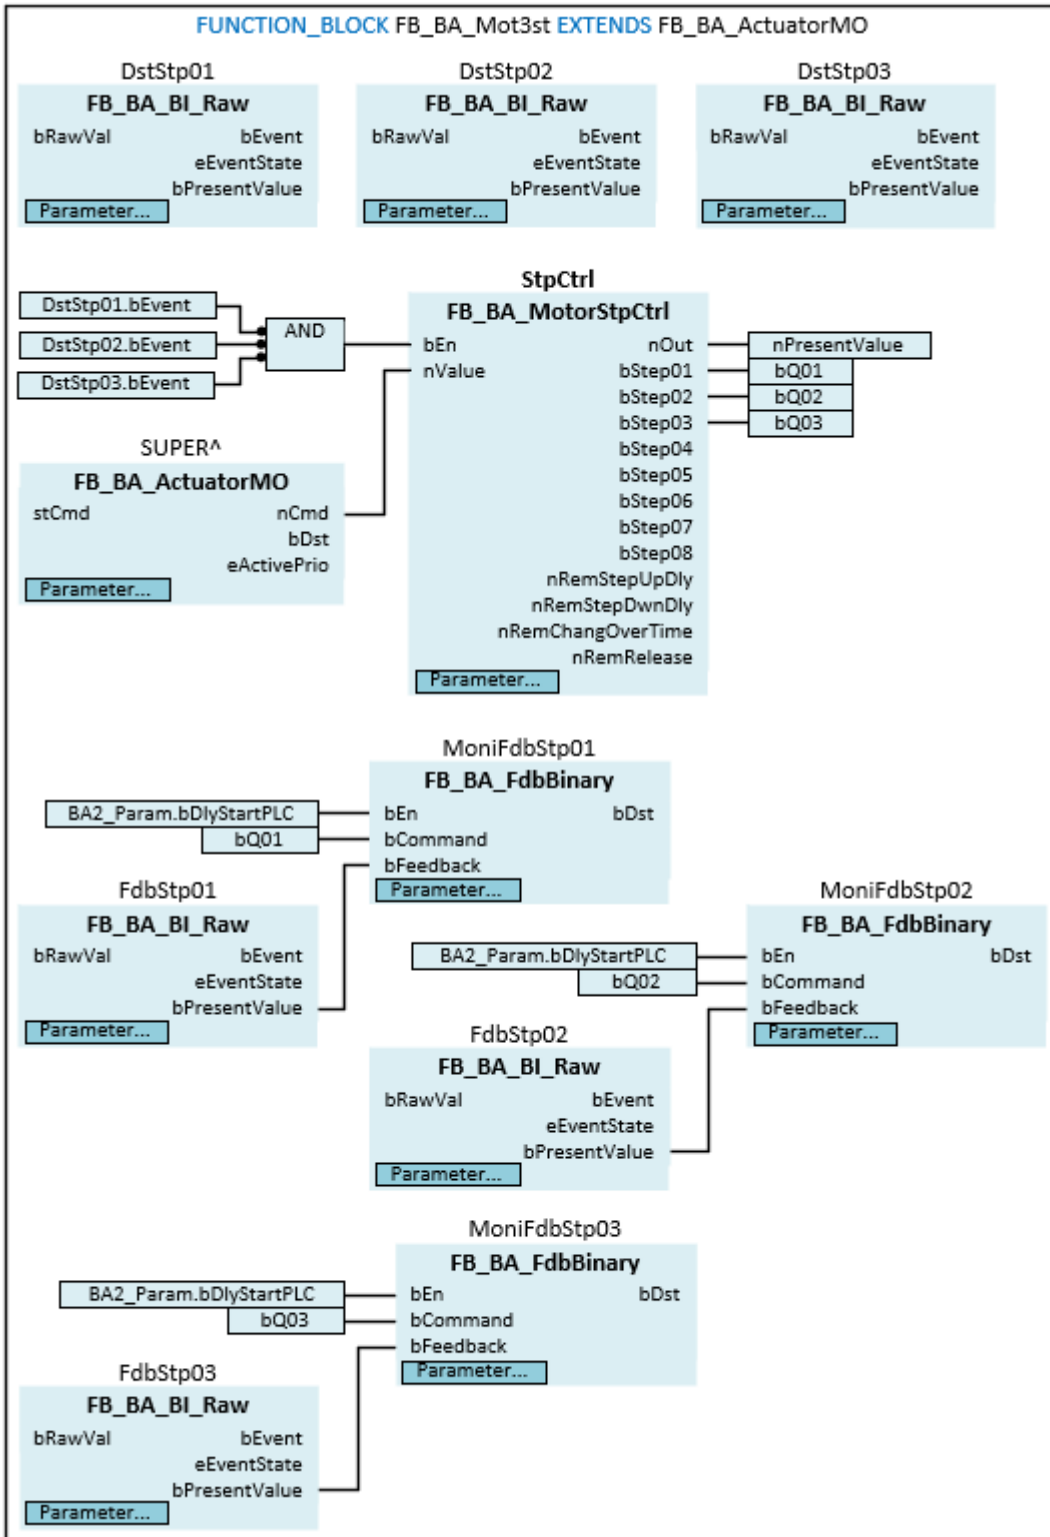 FUNCTION_BLOCK FB_BA_Mot3st EXTENDS FB_BA_ActuatorMO
DstStp01
FB_BA_BI_Raw
bRawVal bEvent
eEventState
bPresentValue
Parameter...
DstStp02
FB_BA_BI_Raw
bRawVal bEvent
eEventState
bPresentValue
Parameter...
DstStp03
FB_BA_BI_Raw
bRawVal bEvent
eEventState
bPresentValue
Parameter...
DstStp01.bEvent
DstStp02.bEvent
DstStp03.bEvent
AND
StpCtrl
FB_BA_MotorStpCtrl
bEn nOut
nValue bStep01
bStep02
bStep03
bStep04
bStep05
bStep06
bStep07
bStep08
nRemStepUpDly
nRemStepDwnDly
nRemChangOverTime
nRemRelease
Parameter...
nPresentValue
bQ01
bQ02
bQ03
SUPER^
FB_BA_ActuatorMO
stCmd nCmd
bDst
eActivePrio
Parameter...
MoniFdbStp01
FB_BA_FdbBinary
BA2_Param.bDlyStartPLC
bQ01
bEn bDst
bCommand
bFeedback
Parameter...
FdbStp01
FB_BA_BI_Raw
bRawVal bEvent
eEventState
bPresentValue
Parameter...
MoniFdbStp02
FB_BA_FdbBinary
BA2_Param.bDlyStartPLC
bQ02
bEn bDst
bCommand
bFeedback
Parameter...
FdbStp02
FB_BA_BI_Raw
bRawVal bEvent
eEventState
bPresentValue
Parameter...
MoniFdbStp03
FB_BA_FdbBinary
BA2_Param.bDlyStartPLC
bQ03
bEn bDst
bCommand
bFeedback
Parameter...
FdbStp03
FB_BA_BI_Raw
bRawVal bEvent
eEventState
bPresentValue
Parameter...